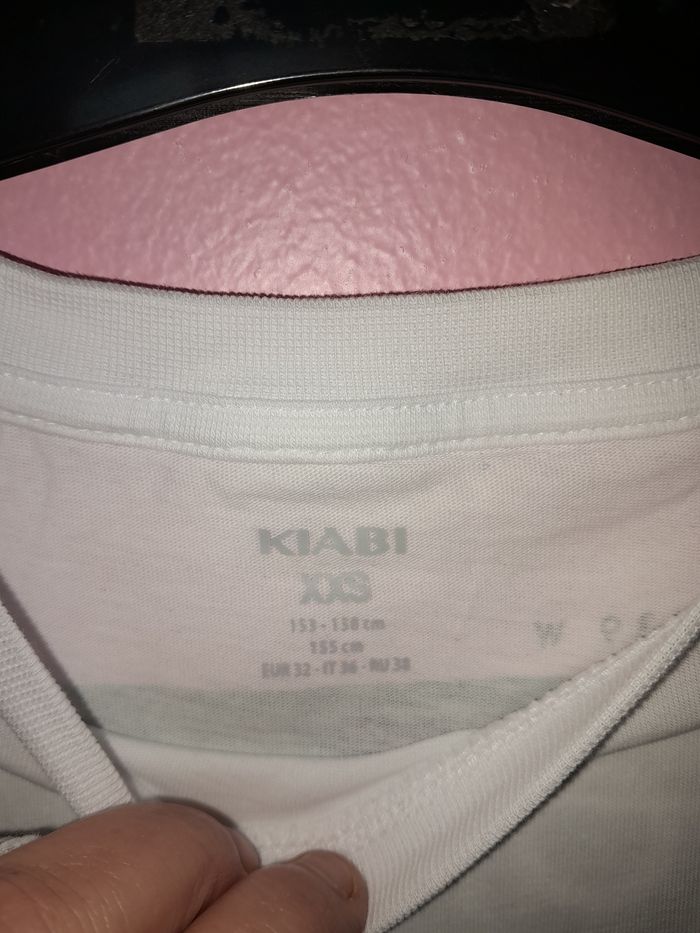 KIABI
XXS
153 - 158 cm
155 cm
EUR 32 - IT 36 - RU 38
W